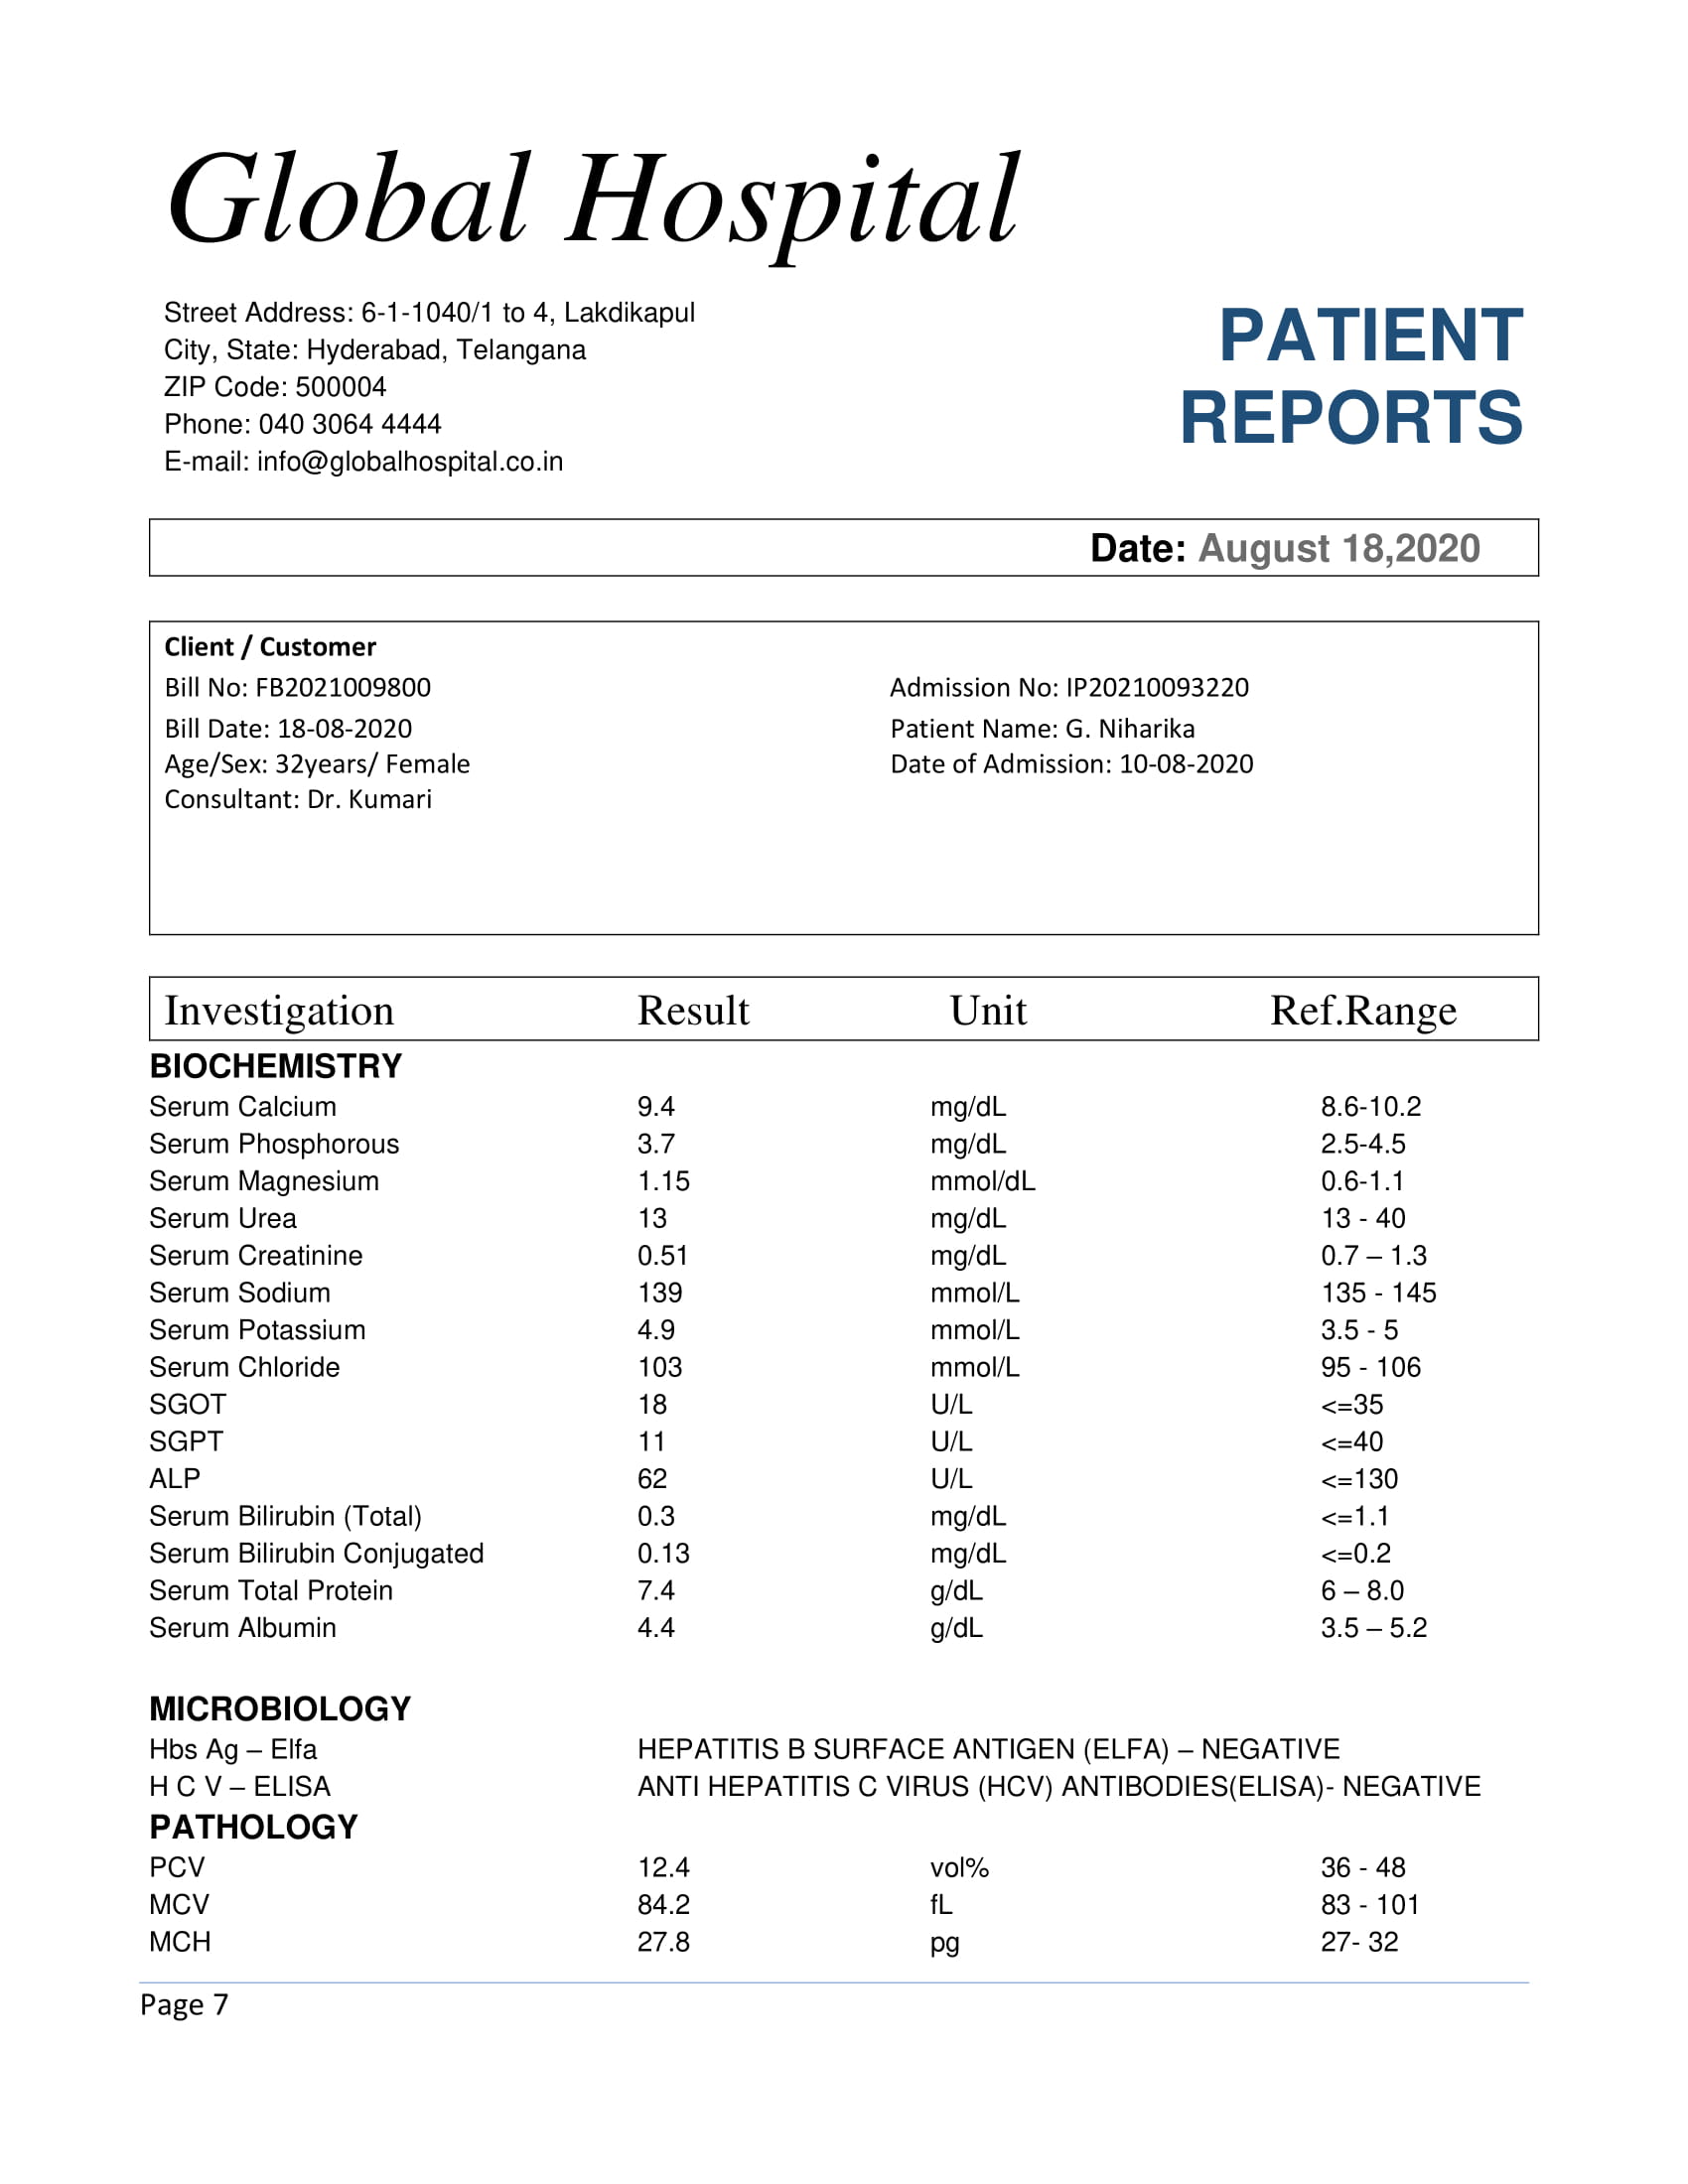 Global Hospital
Street Address: 6-1-1040/1 to 4, Lakdikapul
City, State: Hyderabad, Telangana
ZIP Code: 500004
Phone: 040 3064 4444
E-mail: info@globalhospital.co.in
PATIENT
REPORTS
Date: August 18,2020
Client / Customer
Bill No: FB2021009800 Admission No: IP20210093220
Bill Date: 18-08-2020 Patient Name: G. Niharika
Age/Sex: 32years/ Female Date of Admission: 10-08-2020
Consultant: Dr. Kumari
Investigation Result Unit Ref.Range
BIOCHEMISTRY
Serum Calcium 9.4 mg/dL 8.6-10.2
Serum Phosphorous 3.7 mg/dL 2.5-4.5
Serum Magnesium 1.15 mmol/dL 0.6-1.1
Serum Urea 13 mg/dL 13 - 40
Serum Creatinine 0.51 mg/dL 0.7 – 1.3
Serum Sodium 139 mmol/L 135 - 145
Serum Potassium 4.9 mmol/L 3.5 - 5
Serum Chloride 103 mmol/L 95 - 106
SGOT 18 U/L <=35
SGPT 11 U/L <=40
ALP 62 U/L <=130
Serum Bilirubin (Total) 0.3 mg/dL <=1.1
Serum Bilirubin Conjugated 0.13 mg/dL <=0.2
Serum Total Protein 7.4 g/dL 6 – 8.0
Serum Albumin 4.4 g/dL 3.5 – 5.2
MICROBIOLOGY
Hbs Ag – Elfa HEPATITIS B SURFACE ANTIGEN (ELFA) – NEGATIVE
H C V – ELISA ANTI HEPATITIS C VIRUS (HCV) ANTIBODIES(ELISA)- NEGATIVE
PATHOLOGY
PCV 12.4 vol% 36 - 48
MCV 84.2 fL 83 - 101
MCH 27.8 pg 27- 32
Page 7